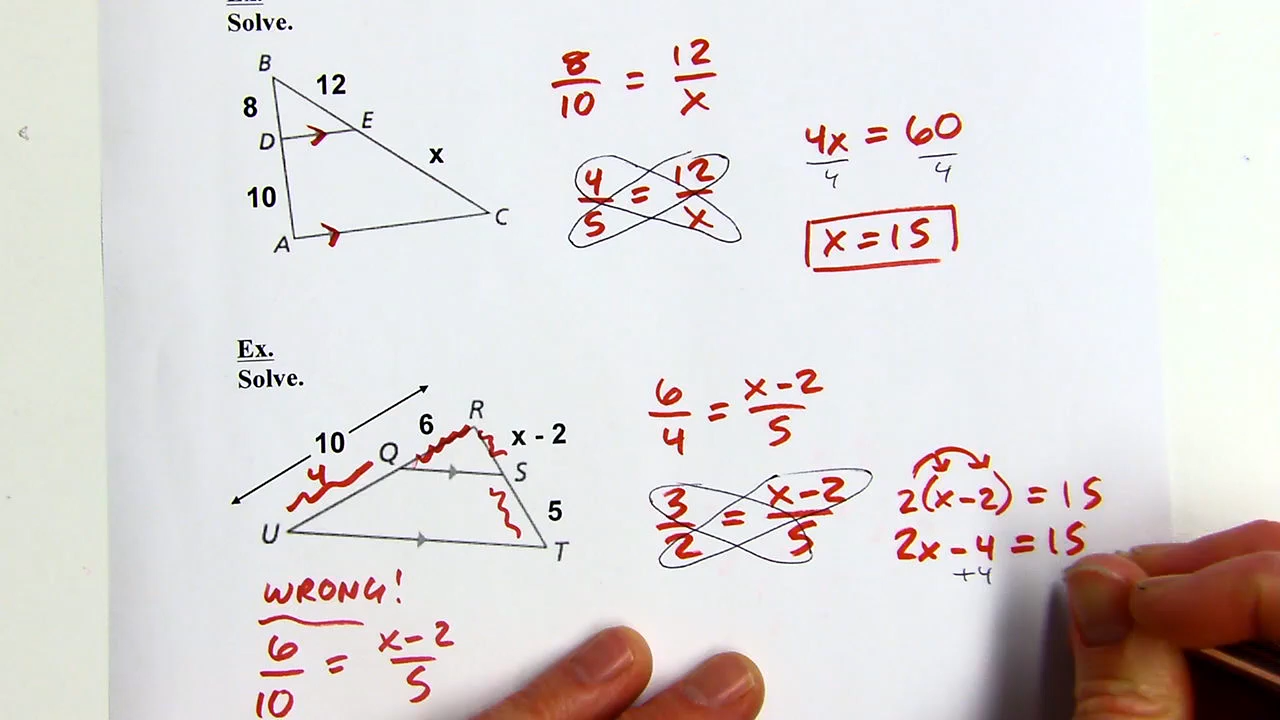 Solve.
B
12
8
D
E
x
10
A
C
8/10 = 12/x
4/5 = 12/x
4x = 60
4 4
x = 15
Ex.
Solve.
10
6
R
x - 2
Q
4
S
5
U
T
6/4 = x-2/5
3/2 = x-2/5
2(x-2) = 15
2x-4 = 15
+4
WRONG!
6/10 = x-2/5